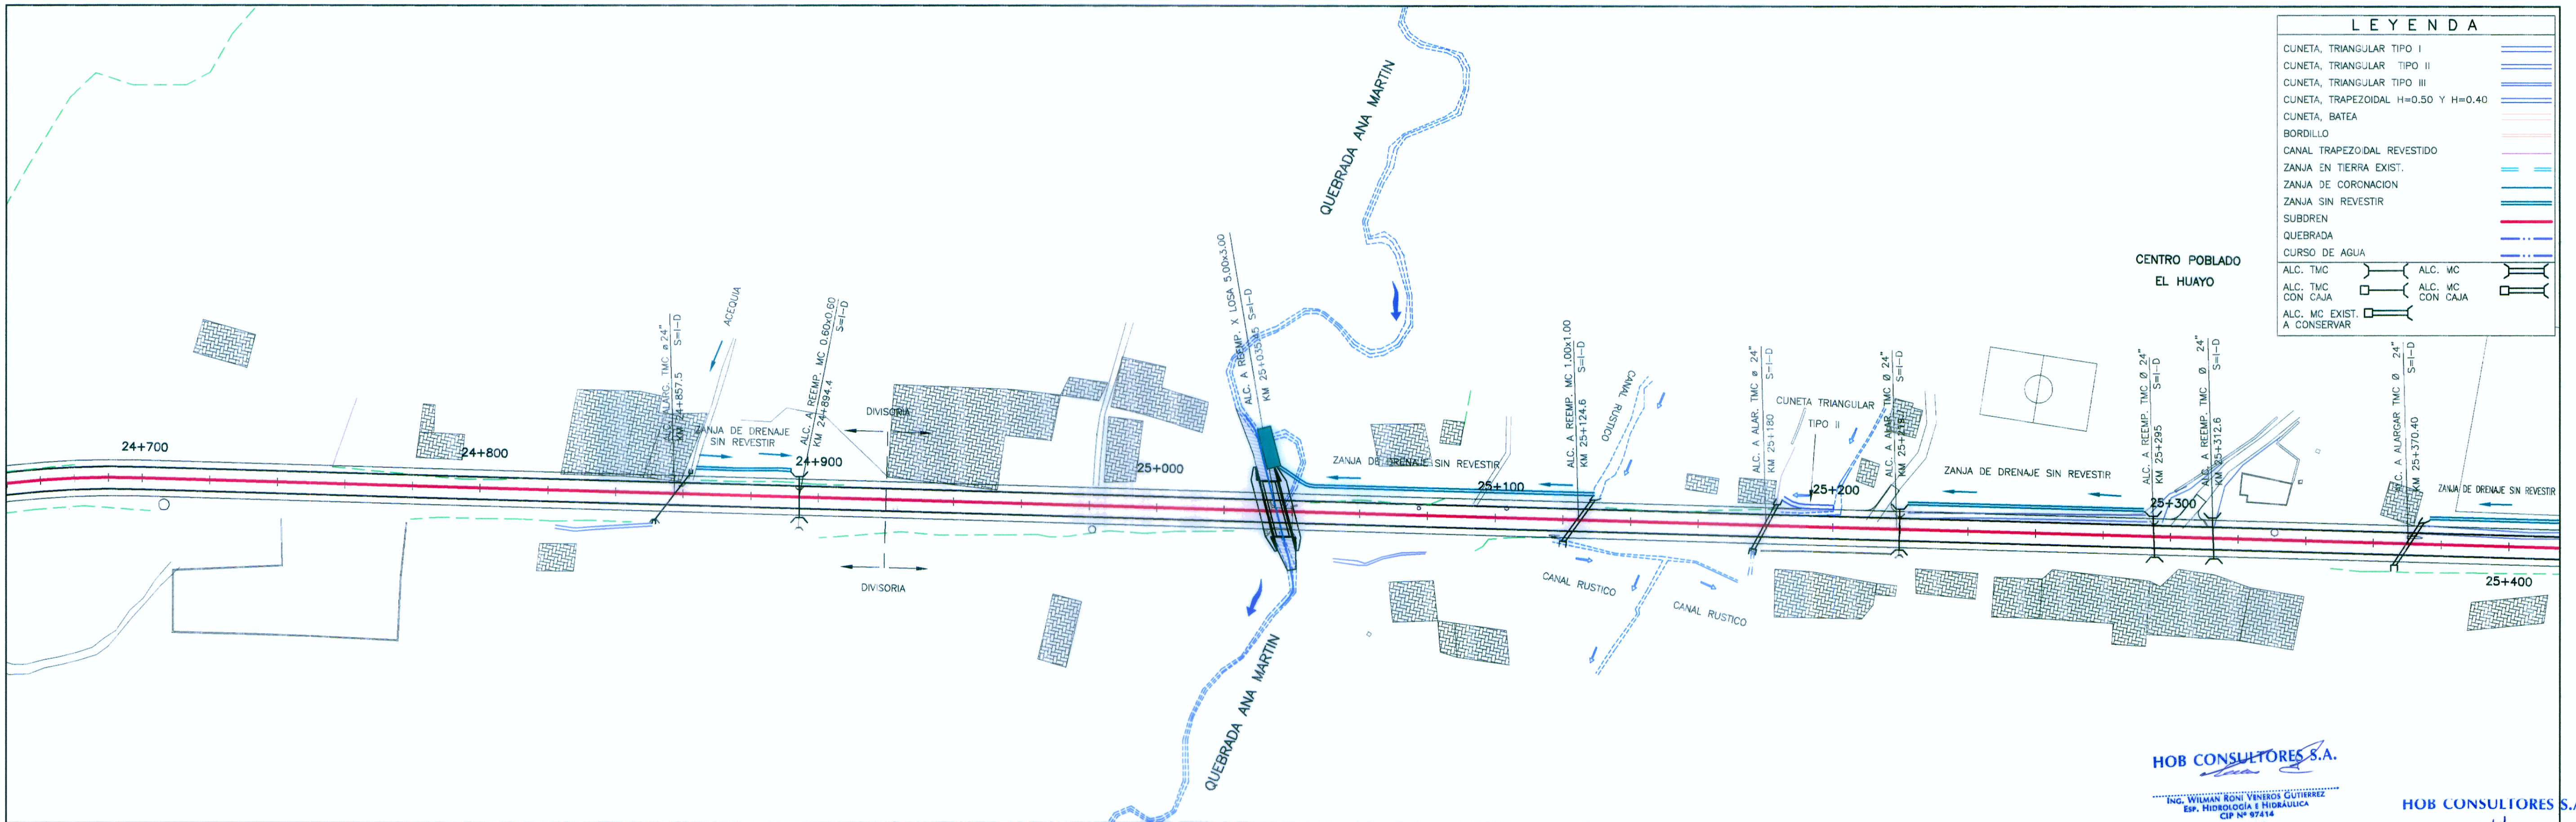 LEYENDA
CUNETA, TRIANGULAR TIPO I
CUNETA, TRIANGULAR TIPO II
CUNETA, TRIANGULAR TIPO III
CUNETA, TRAPEZOIDAL H=0.50 Y H=0.40
CUNETA, BATEA
BORDILLO
CANAL TRAPEZOIDAL REVESTIDO
ZANJA EN TIERRA EXIST.
ZANJA DE CORONACION
ZANJA SIN REVESTIR
SUBDREN
QUEBRADA
CURSO DE AGUA
ALC. TMC
ALC. MC
ALC. TMC
CON CAJA
ALC. MC
CON CAJA
ALC. MC EXIST.
A CONSERVAR
CENTRO POBLADO
EL HUAYO
QUEBRADA ANA MARTIN
24+700
24+800
ALC. ALARG. TMC ø 24"
KM 24+857.5 S=I-D
ACEQUIA
ZANJA DE DRENAJE
SIN REVESTIR
ALC. A REEMP. MC 0.60x0.60
KM 24+894.4 S=I-D
24+900
DIVISORIA
DIVISORIA
25+000
ALC. A REEMP. X LOSA 5.00x3.00
KM 25+035.45 S=I-D
QUEBRADA ANA MARTIN
ZANJA DE DRENAJE SIN REVESTIR
25+100
ALC. A REEMP. MC 1.00x1.00
KM 25+124.6 S=I-D
CANAL RUSTICO
CANAL RUSTICO
CANAL RUSTICO
ALC. A ALAR. TMC ø 24"
KM 25+180 S=I-D
CUNETA TRIANGULAR
TIPO II
25+200
ALC. A ALAR. TMC Ø 24"
S=I-D
ZANJA DE DRENAJE SIN REVESTIR
ALC. A REEMP. TMC Ø 24"
KM 25+295 S=I-D
25+300
ALC. A REEMP. TMC Ø 24"
KM 25+312.6 S=I-D
ALC. A ALARGAR TMC Ø 24"
KM 25+370.40 S=I-D
ZANJA DE DRENAJE SIN REVESTIR
25+400
HOB CONSULTORES S.A.
ING. WILMAN RONI VENEROS GUTIERREZ
ESP. HIDROLOGÍA E HIDRÁULICA
CIP Nº 97414
HOB CONSULTORES S.A